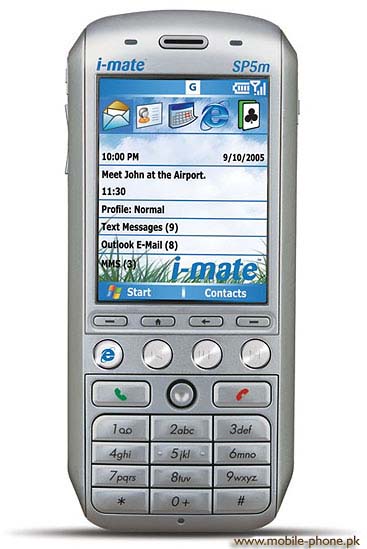 i-mate SP5m
G
10:00 PM 9/10/2005
Meet John at the Airport.
11:30
Profile: Normal
Text Messages (9)
Outlook E-Mail (8)
MMS (3)
i-mate
Start Contacts
1 2abc 3def
4ghi 5jkl 6mno
7pqrs 8tuv 9wxyz
* 0+ #
www.mobile-phone.pk